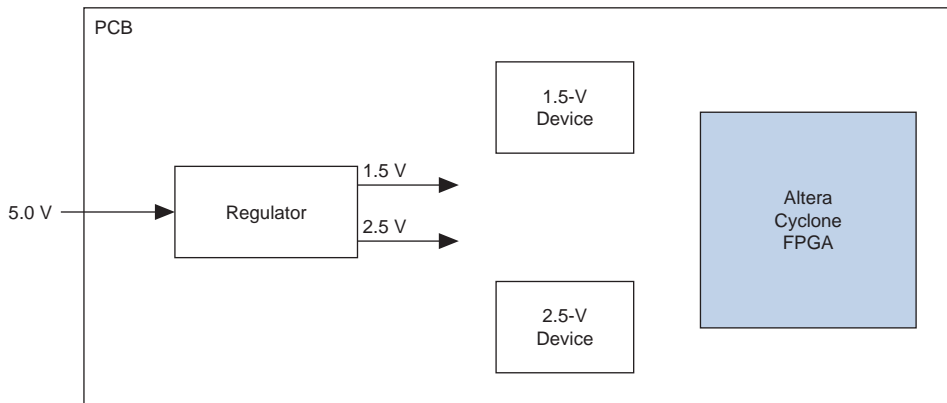 PCB
1.5-V
Device
1.5 V
5.0 V
Regulator
2.5 V
Altera
Cyclone
FPGA
2.5-V
Device